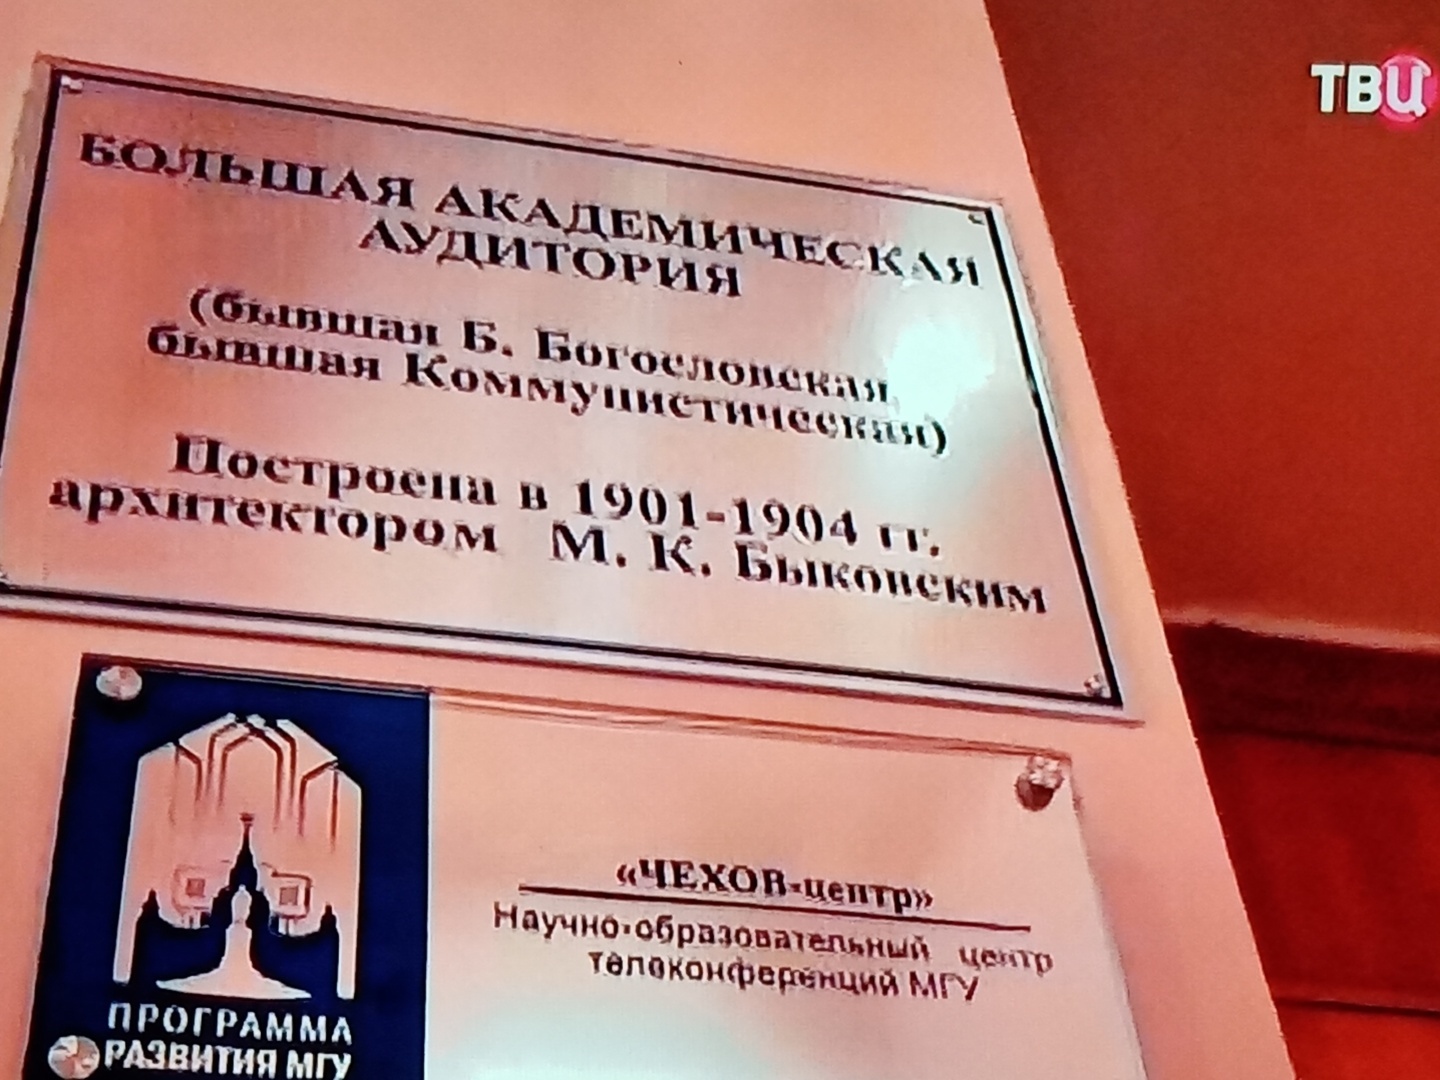 ТВЦ
БОЛЬШАЯ АКАДЕМИЧЕСКАЯ
АУДИТОРИЯ
(бывшая Б. Богословская,
бывшая Коммунистическая)
Построена в 1901-1904 гг.
архитектором М. К. Быковским
«ЧЕХОВ-центр»
Научно-образовательный центр
телеконференций МГУ
ПРОГРАММА
РАЗВИТИЯ МГУ